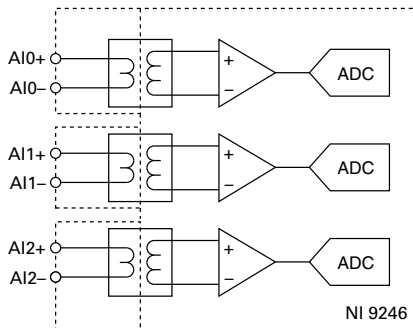 AI0+
AI0–
+
–
ADC
AI1+
AI1–
+
–
ADC
AI2+
AI2–
+
–
ADC
NI 9246